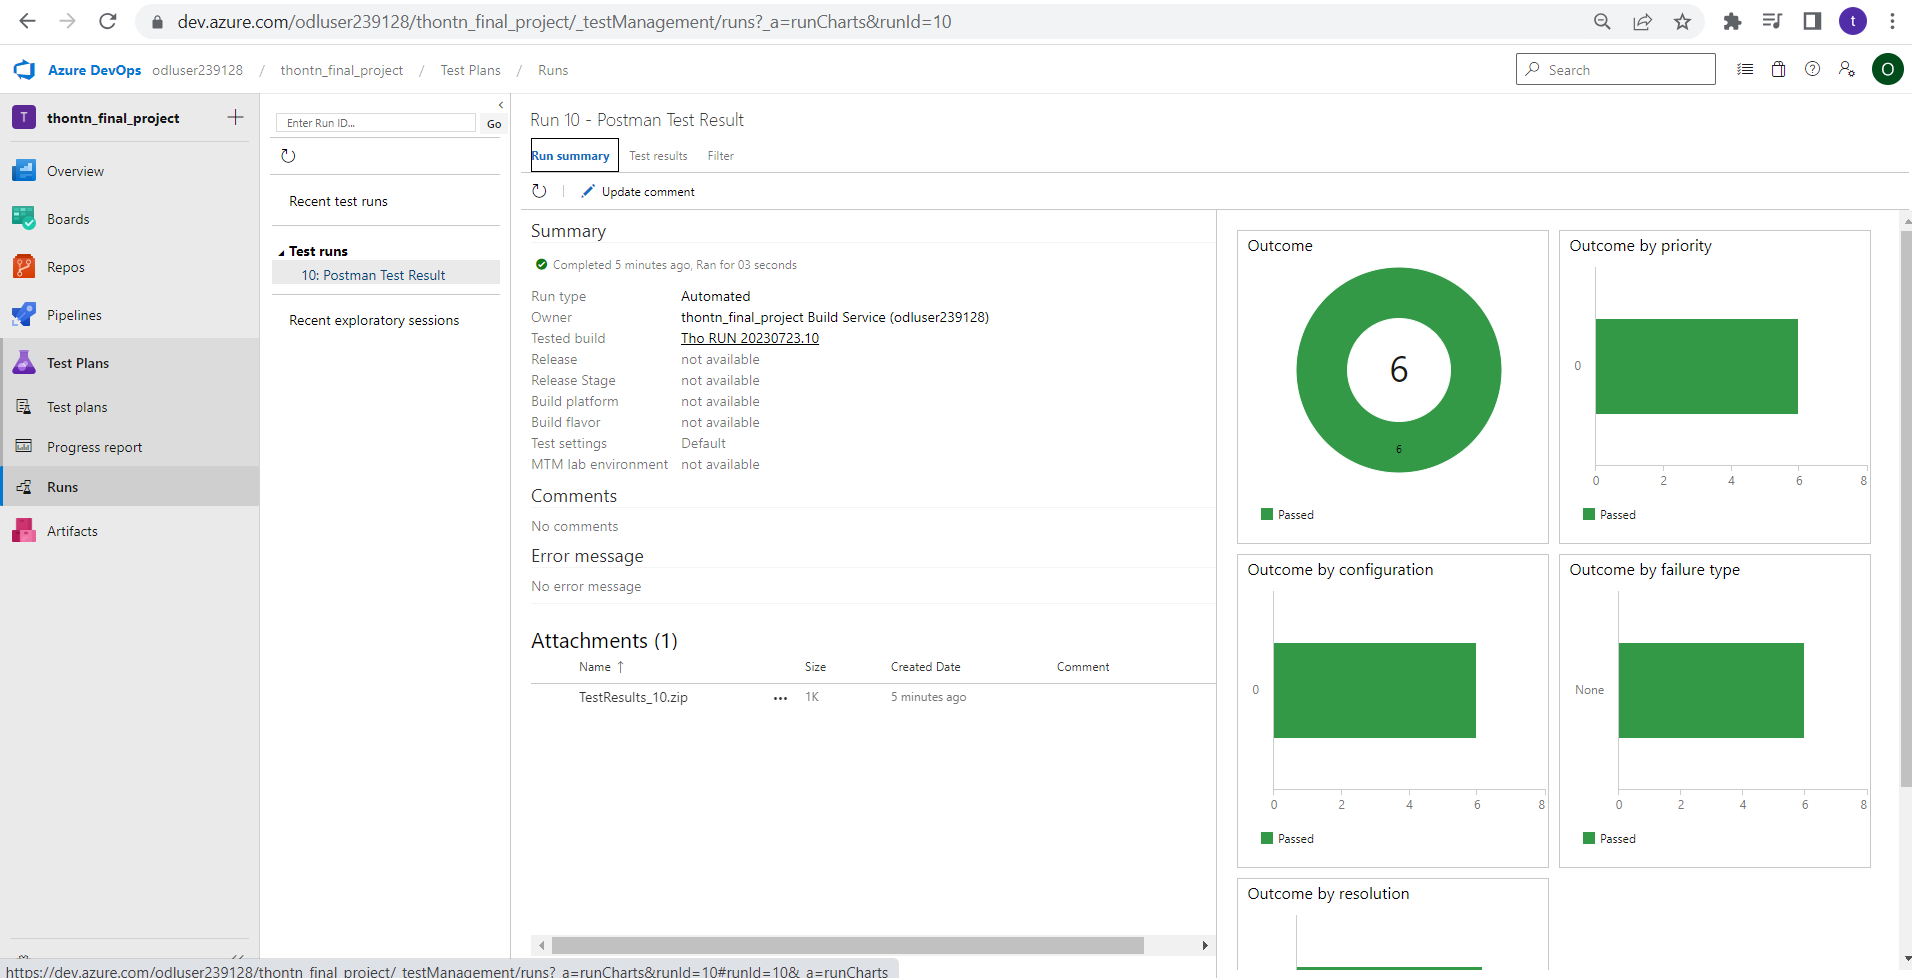 dev.azure.com/odluser239128/thontn_final_project/_testManagement/runs?_a=runCharts&runId=10
t
Azure DevOps odluser239128 / thontn_final_project / Test Plans / Runs
Search
O
T thontn_final_project
Overview
Boards
Repos
Pipelines
Test Plans
Test plans
Progress report
Runs
Artifacts
Enter Run ID...
Go
Recent test runs
Test runs
10: Postman Test Result
Recent exploratory sessions
Run 10 - Postman Test Result
Run summary Test results Filter
Update comment
Summary
Completed 5 minutes ago, Ran for 03 seconds
Run type Automated
Owner thontn_final_project Build Service (odluser239128)
Tested build Tho RUN 20230723.10
Release not available
Release Stage not available
Build platform not available
Build flavor not available
Test settings Default
MTM lab environment not available
Comments
No comments
Error message
No error message
Attachments (1)
Name ↑ Size Created Date Comment
TestResults_10.zip ... 1K 5 minutes ago
Outcome
6
6
Passed
Outcome by priority
0
0 2 4 6 8
Passed
Outcome by configuration
0
0 2 4 6 8
Passed
Outcome by failure type
None
0 2 4 6 8
Passed
Outcome by resolution
https://dev.azure.com/odluser239128/thontn_final_project/_testManagement/runs?_a=runCharts&runId=10#runId=10&_a=runCharts